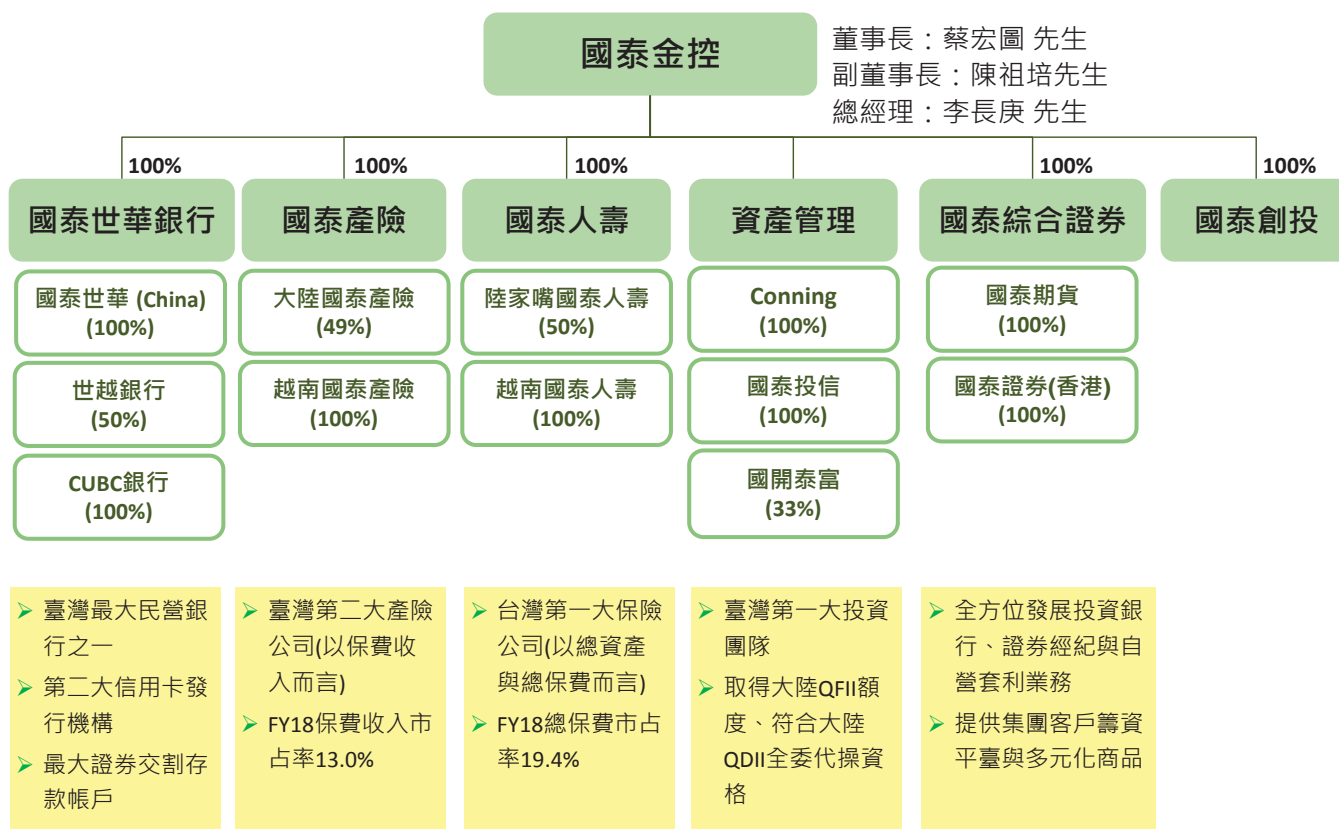 國泰金控
董事長：蔡宏圖 先生
副董事長：陳祖培先生
總經理：李長庚 先生
100%
100%
100%
100%
100%
國泰世華銀行
國泰產險
國泰人壽
資產管理
國泰綜合證券
國泰創投
國泰世華 (China)
(100%)
世越銀行
(50%)
CUBC銀行
(100%)
大陸國泰產險
(49%)
越南國泰產險
(100%)
陸家嘴國泰人壽
(50%)
越南國泰人壽
(100%)
Conning
(100%)
國泰投信
(100%)
國開泰富
(33%)
國泰期貨
(100%)
國泰證券(香港)
(100%)
➢ 臺灣最大民營銀
行之一
➢ 第二大信用卡發
行機構
➢ 最大證券交割存
款帳戶
➢ 臺灣第二大產險
公司(以保費收
入而言)
➢ FY18保費收入市
占率13.0%
➢ 台灣第一大保險
公司(以總資產
與總保費而言)
➢ FY18總保費市占
率19.4%
➢ 臺灣第一大投資
團隊
➢ 取得大陸QFII額
度、符合大陸
QDII全委代操資
格
➢ 全方位發展投資銀
行、證券經紀與自
營套利業務
➢ 提供集團客戶籌資
平臺與多元化商品